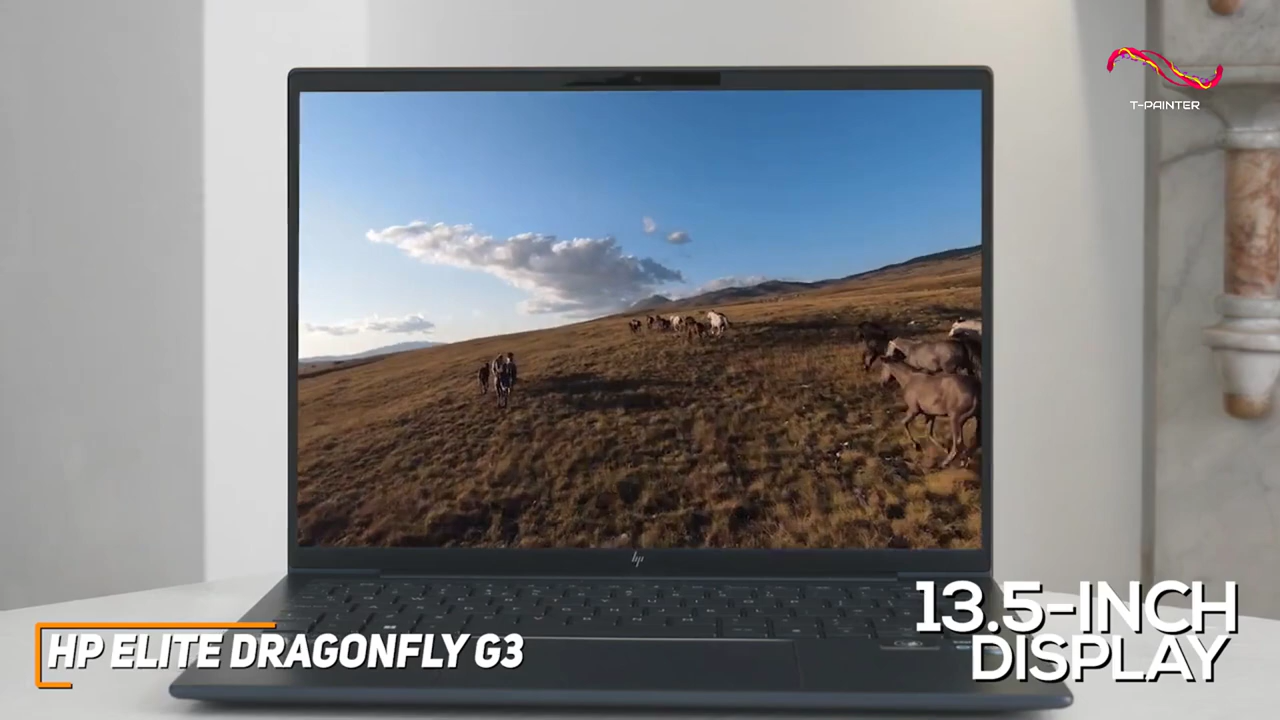 T-PAINTER
hp
HP ELITE DRAGONFLY G3
13.5-INCH
DISPLAY